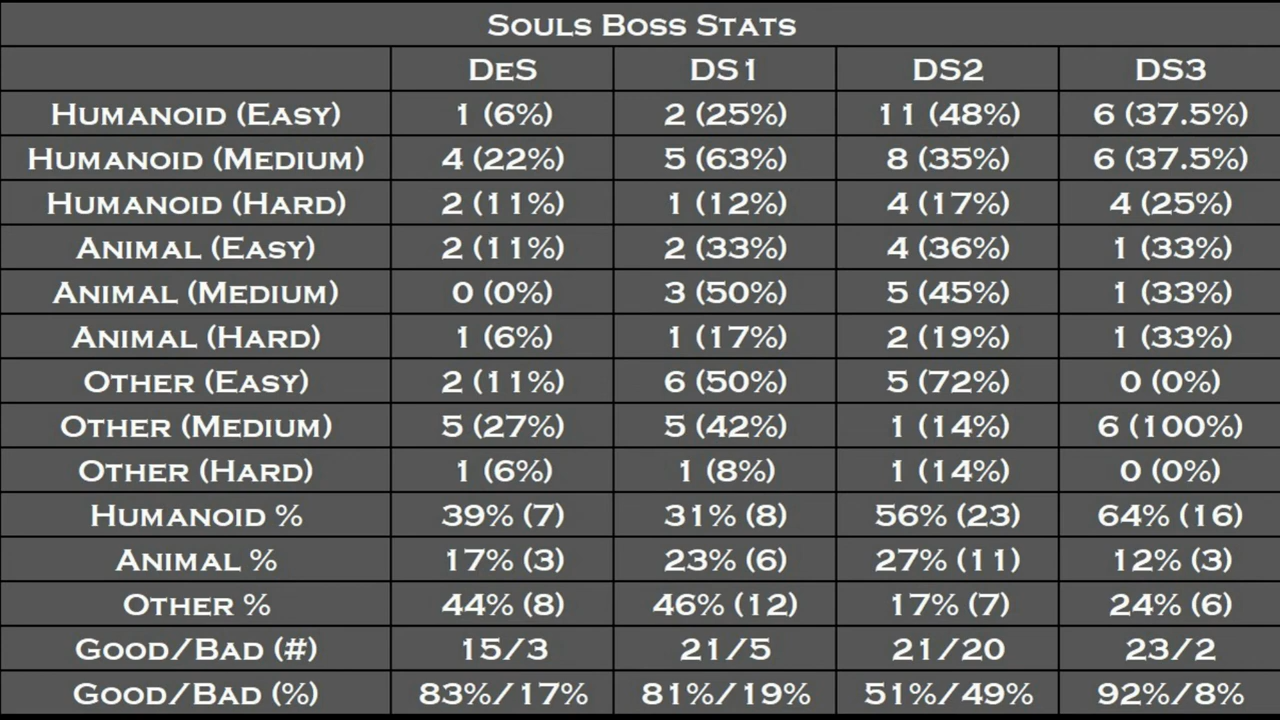 Souls Boss Stats
DeS DS1 DS2 DS3
Humanoid (Easy) 1 (6%) 2 (25%) 11 (48%) 6 (37.5%)
Humanoid (Medium) 4 (22%) 5 (63%) 8 (35%) 6 (37.5%)
Humanoid (Hard) 2 (11%) 1 (12%) 4 (17%) 4 (25%)
Animal (Easy) 2 (11%) 2 (33%) 4 (36%) 1 (33%)
Animal (Medium) 0 (0%) 3 (50%) 5 (45%) 1 (33%)
Animal (Hard) 1 (6%) 1 (17%) 2 (19%) 1 (33%)
Other (Easy) 2 (11%) 6 (50%) 5 (72%) 0 (0%)
Other (Medium) 5 (27%) 5 (42%) 1 (14%) 6 (100%)
Other (Hard) 1 (6%) 1 (8%) 1 (14%) 0 (0%)
Humanoid % 39% (7) 31% (8) 56% (23) 64% (16)
Animal % 17% (3) 23% (6) 27% (11) 12% (3)
Other % 44% (8) 46% (12) 17% (7) 24% (6)
Good/Bad (#) 15/3 21/5 21/20 23/2
Good/Bad (%) 83%/17% 81%/19% 51%/49% 92%/8%